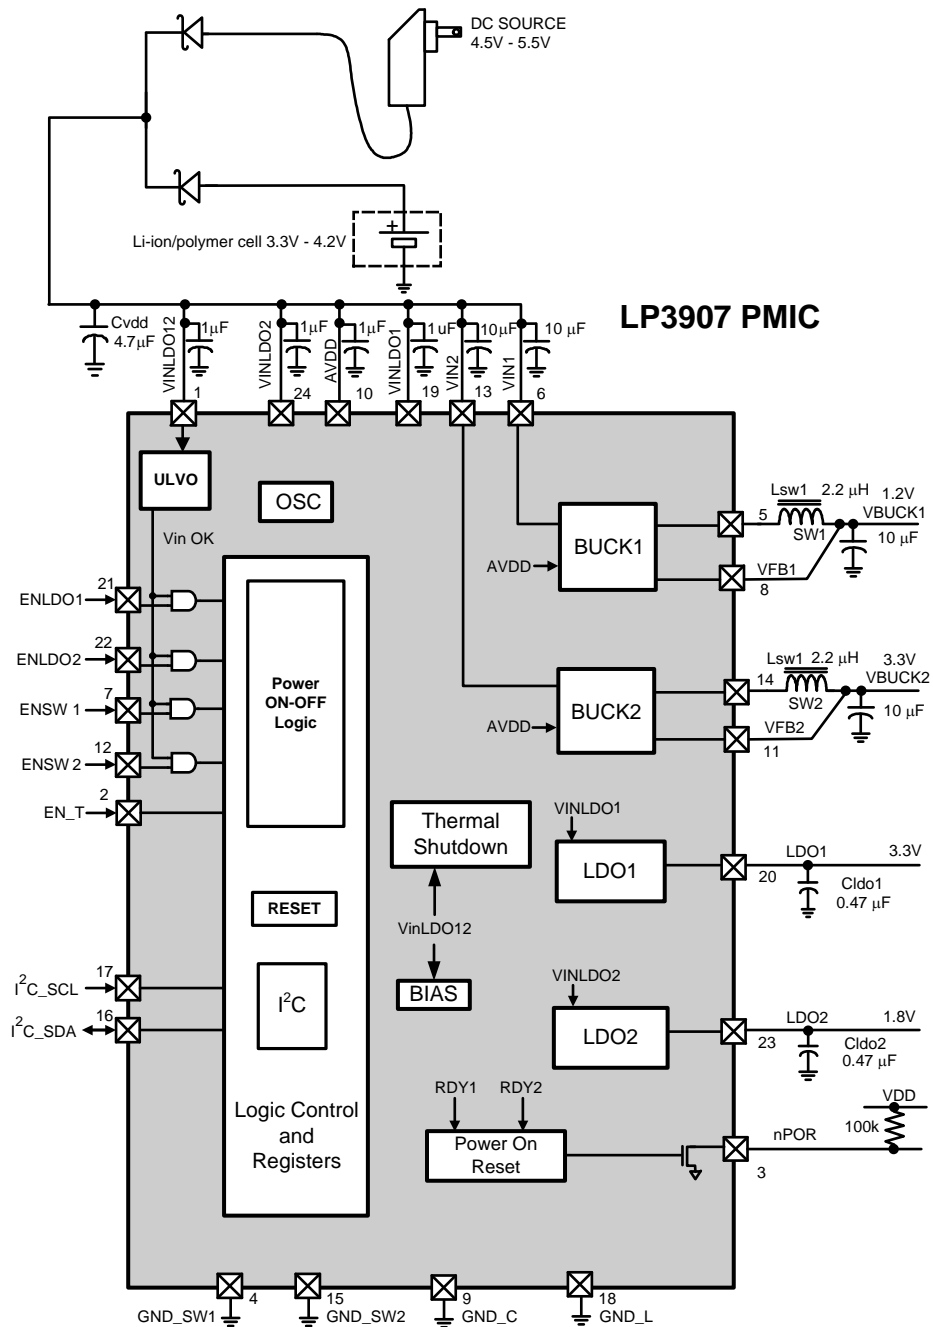 DC SOURCE
4.5V - 5.5V
Li-ion/polymer cell 3.3V - 4.2V
+
LP3907 PMIC
Cvdd
4.7μF
VINLDO12
1μF
VINLDO2
1μF
AVDD
1μF
VINLDO1
1uF
VIN2
10μF
VIN1
10 μF
1
24
10
19
13
6
ULVO
OSC
Vin OK
BUCK1
AVDD
5
Lsw1
2.2 μH
SW1
1.2V
VBUCK1
10 μF
VFB1
8
21
ENLDO1
22
ENLDO2
7
ENSW 1
12
ENSW 2
2
EN_T
Power
ON-OFF
Logic
BUCK2
AVDD
14
Lsw1
2.2 μH
SW2
3.3V
VBUCK2
10 μF
VFB2
11
Thermal
Shutdown
VINLDO1
LDO1
LDO1
3.3V
20
Cldo1
0.47 μF
RESET
VinLDO12
BIAS
17
I²C_SCL
16
I²C_SDA
I²C
VINLDO2
LDO2
LDO2
1.8V
23
Cldo2
0.47 μF
Logic Control
and
Registers
RDY1
RDY2
Power On
Reset
VDD
100k
nPOR
3
GND_SW1
4
15
GND_SW2
9
GND_C
18
GND_L